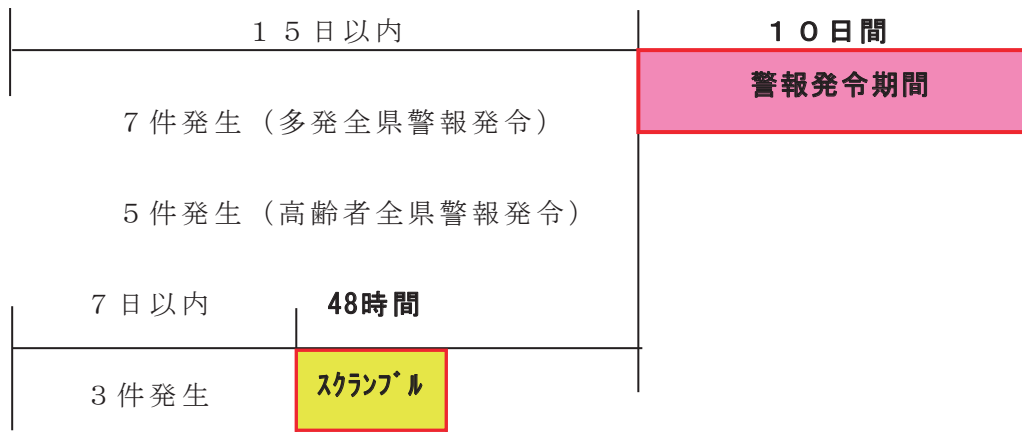 １５日以内　１０日間
警報発令期間
７件発生（多発全県警報発令）
５件発生（高齢者全県警報発令）
７日以内　48時間
３件発生　ｽｸﾗﾝﾌﾞﾙ